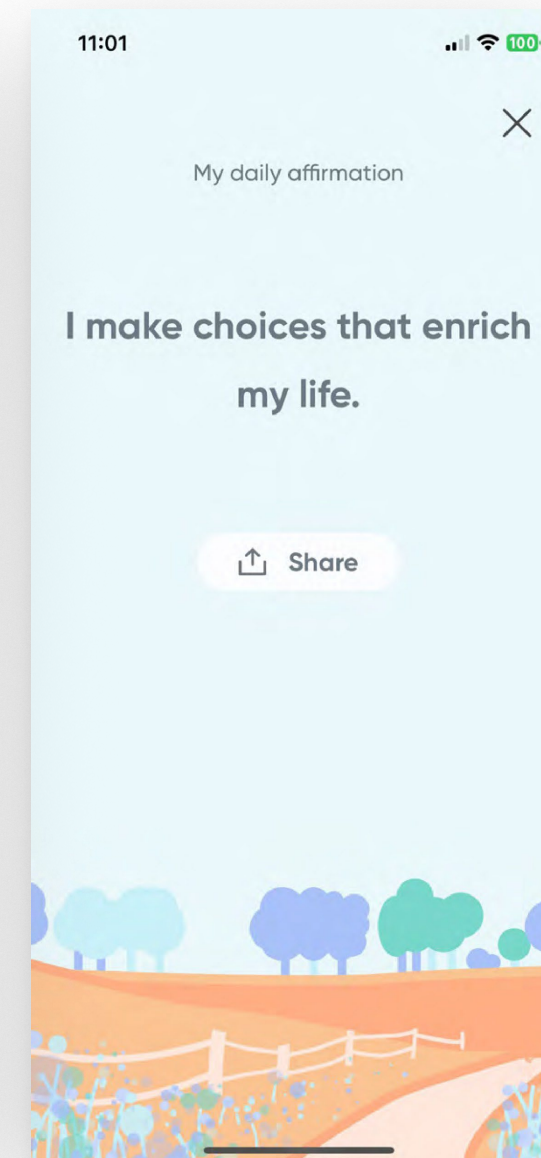 11:01
100
My daily affirmation
I make choices that enrich
my life.
Share